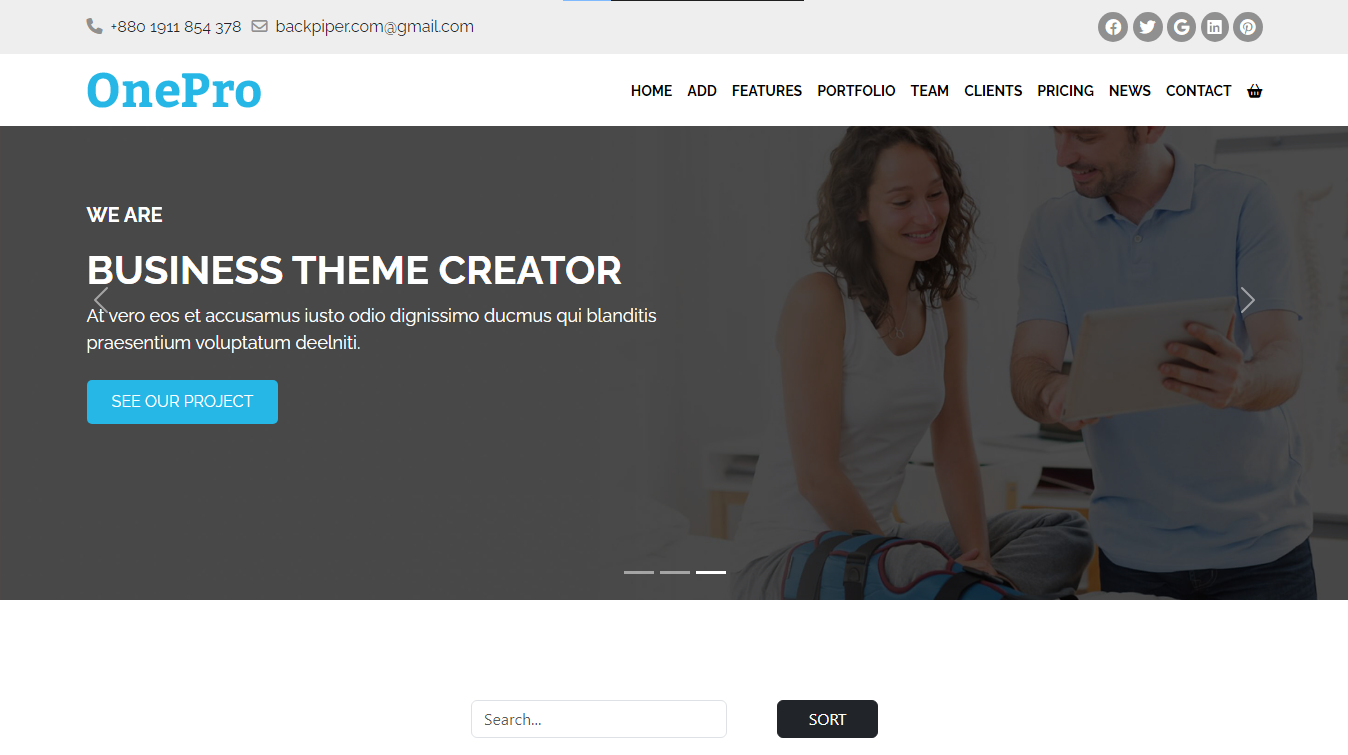 +880 1911 854 378 backpiper.com@gmail.com
OnePro
HOME ADD FEATURES PORTFOLIO TEAM CLIENTS PRICING NEWS CONTACT
WE ARE
BUSINESS THEME CREATOR
At vero eos et accusamus iusto odio dignissimo ducmus qui blanditis
praesentium voluptatum deelniti.
SEE OUR PROJECT
Search... SORT